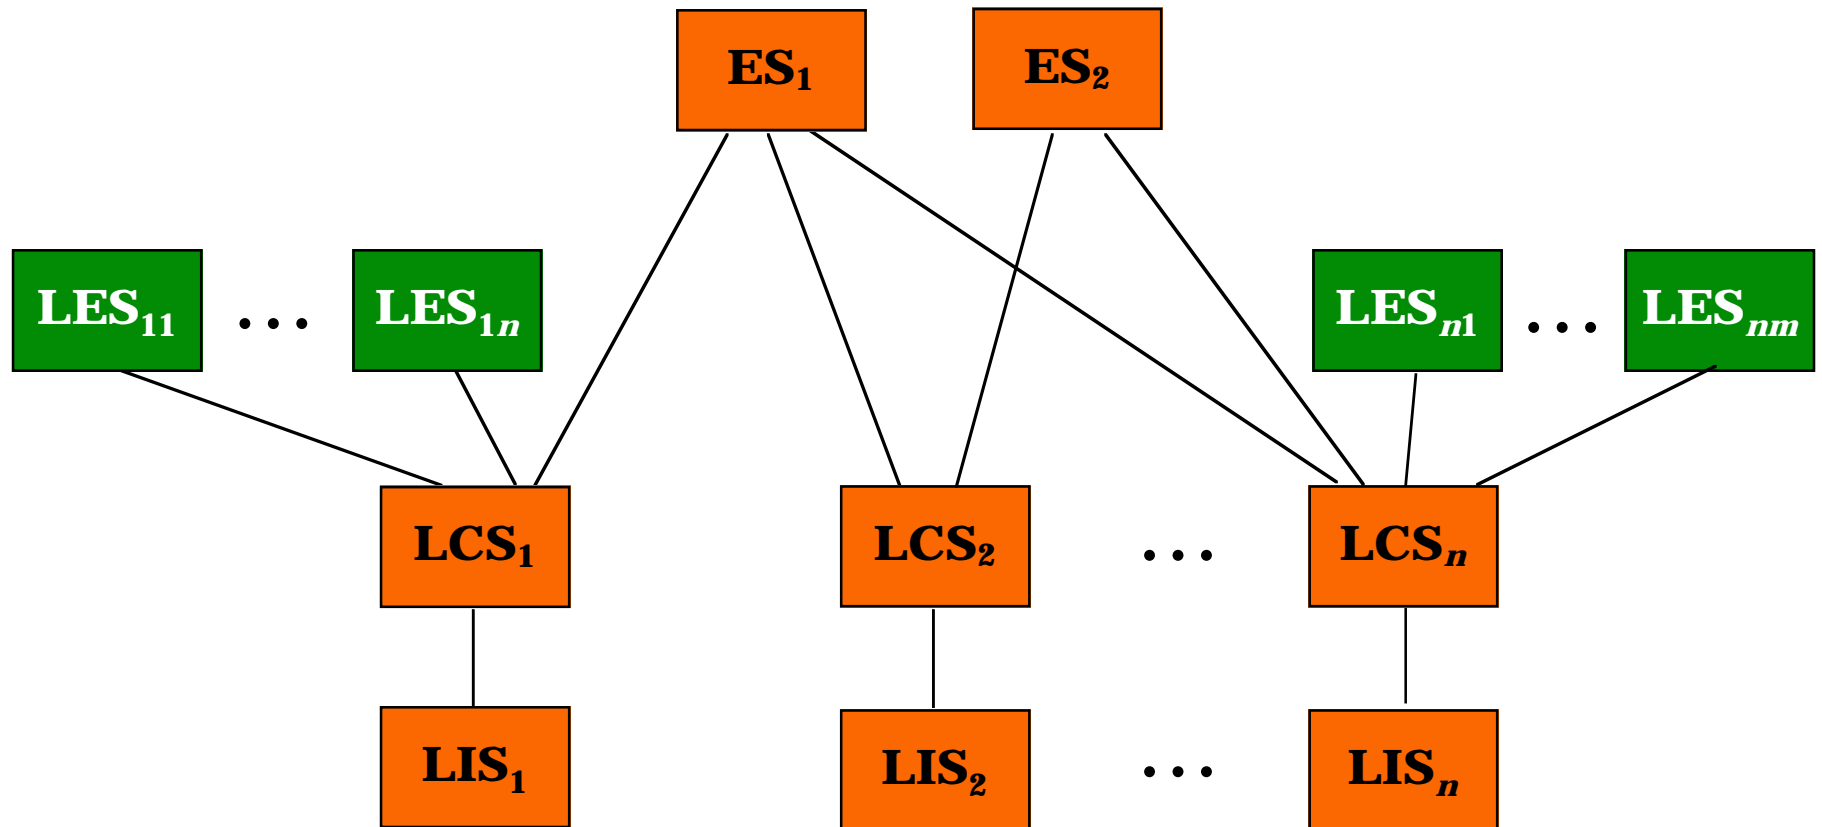 ES₁ ES₂
LES₁₁ ... LES₁ₙ LESₙ₁ ... LESₙₘ
LCS₁ LCS₂ ... LCSₙ
LIS₁ LIS₂ ... LISₙ